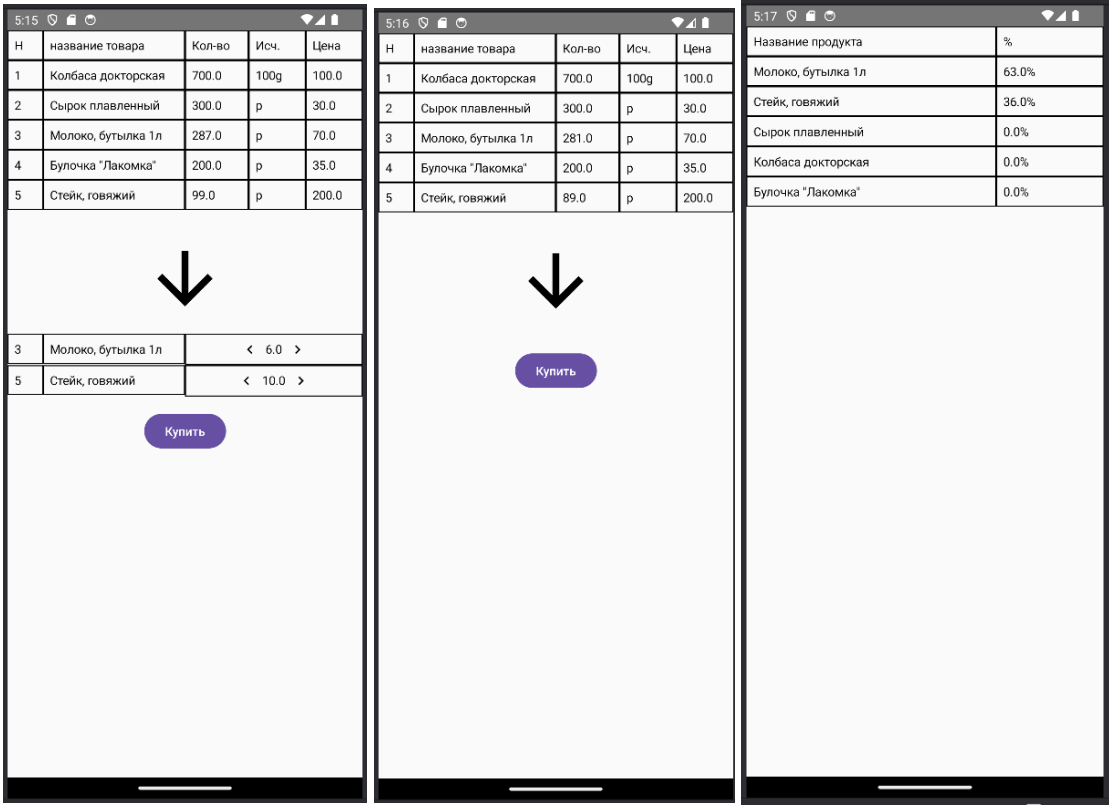 5:15
Н название товара Кол-во Исч. Цена
1 Колбаса докторская 700.0 100g 100.0
2 Сырок плавленный 300.0 р 30.0
3 Молоко, бутылка 1л 287.0 р 70.0
4 Булочка "Лакомка" 200.0 р 35.0
5 Стейк, говяжий 99.0 р 200.0
3 Молоко, бутылка 1л < 6.0 >
5 Стейк, говяжий < 10.0 >
Купить
5:16
Н название товара Кол-во Исч. Цена
1 Колбаса докторская 700.0 100g 100.0
2 Сырок плавленный 300.0 р 30.0
3 Молоко, бутылка 1л 281.0 р 70.0
4 Булочка "Лакомка" 200.0 р 35.0
5 Стейк, говяжий 89.0 р 200.0
Купить
5:17
Название продукта %
Молоко, бутылка 1л 63.0%
Стейк, говяжий 36.0%
Сырок плавленный 0.0%
Колбаса докторская 0.0%
Булочка "Лакомка" 0.0%